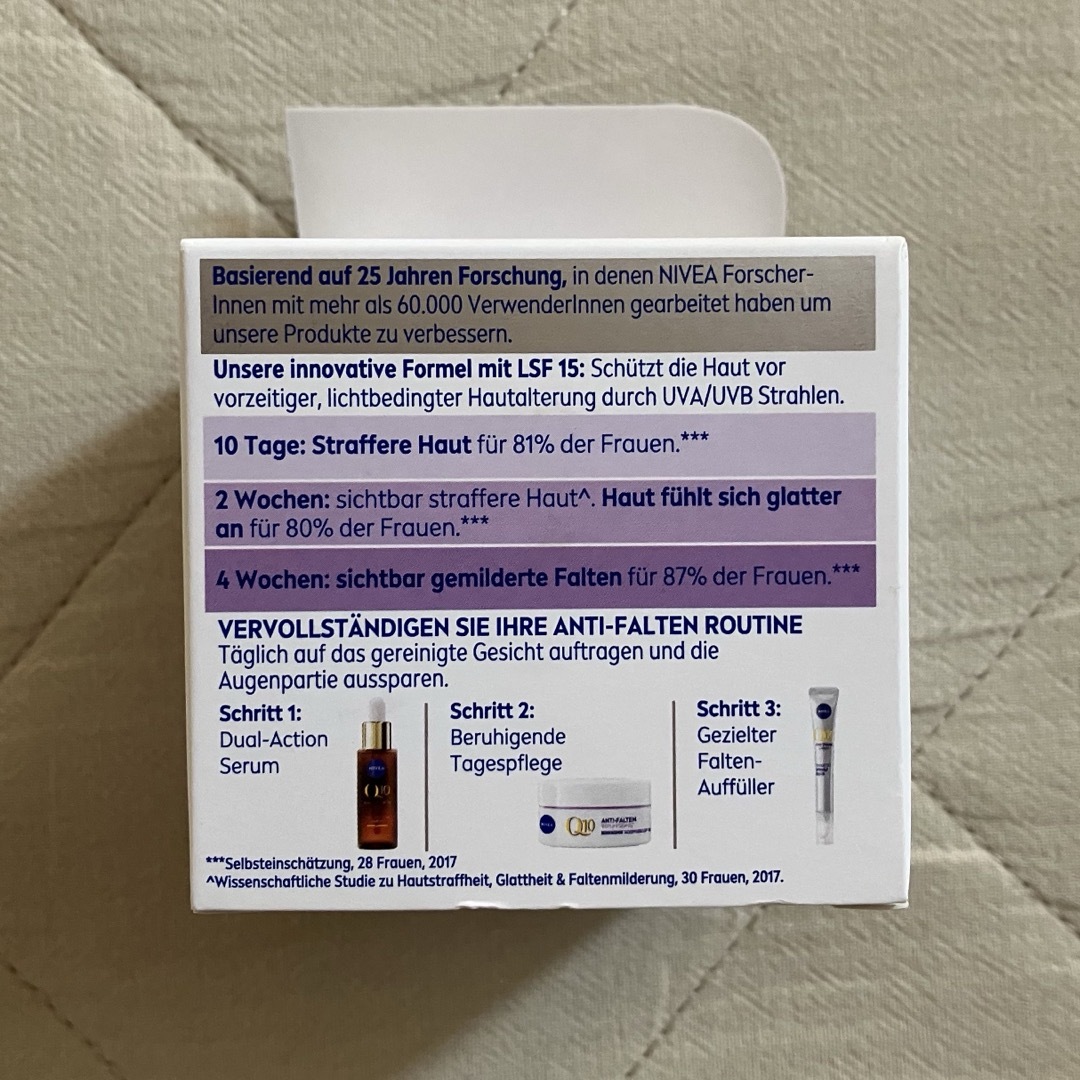 Basierend auf 25 Jahren Forschung, in denen NIVEA Forscher-
Innen mit mehr als 60.000 VerwenderInnen gearbeitet haben um
unsere Produkte zu verbessern.
Unsere innovative Formel mit LSF 15: Schützt die Haut vor
vorzeitiger, lichtbedingter Hautalterung durch UVA/UVB Strahlen.
10 Tage: Straffere Haut für 81% der Frauen.***
2 Wochen: sichtbar straffere Haut^. Haut fühlt sich glatter
an für 80% der Frauen.***
4 Wochen: sichtbar gemilderte Falten für 87% der Frauen.***
VERVOLLSTÄNDIGEN SIE IHRE ANTI-FALTEN ROUTINE
Täglich auf das gereinigte Gesicht auftragen und die
Augenpartie aussparen.
Schritt 1:
Dual-Action
Serum
NIVEA
Q10
Schritt 2:
Beruhigende
Tagespflege
NIVEA
Q10
ANTI-FALTEN
Schritt 3:
Gezielter
Falten-
Auffüller
NIVEA
Q10
***Selbsteinschätzung, 28 Frauen, 2017
^Wissenschaftliche Studie zu Hautstraffheit, Glattheit & Faltenmilderung, 30 Frauen, 2017.